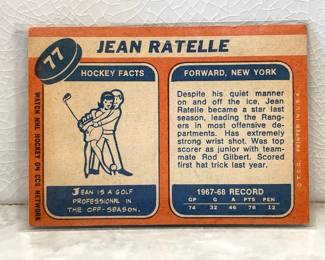 77
JEAN RATELLE
WATCH NHL HOCKEY ON CBS NETWORK
HOCKEY FACTS
JEAN IS A GOLF
PROFESSIONAL IN
THE OFF-SEASON.
FORWARD, NEW YORK
Despite his quiet manner
on and off the ice, Jean
Ratelle became a star last
season, leading the Rang-
ers in most offensive de-
partments. Has extremely
strong wrist shot. Was top
scorer as junior with team-
mate Rod Gilbert. Scored
first hat trick last year.
1967-68 RECORD
GP G A PTS PEN
74 32 46 78 12
© T.C.G. PRINTED IN U.S.A.